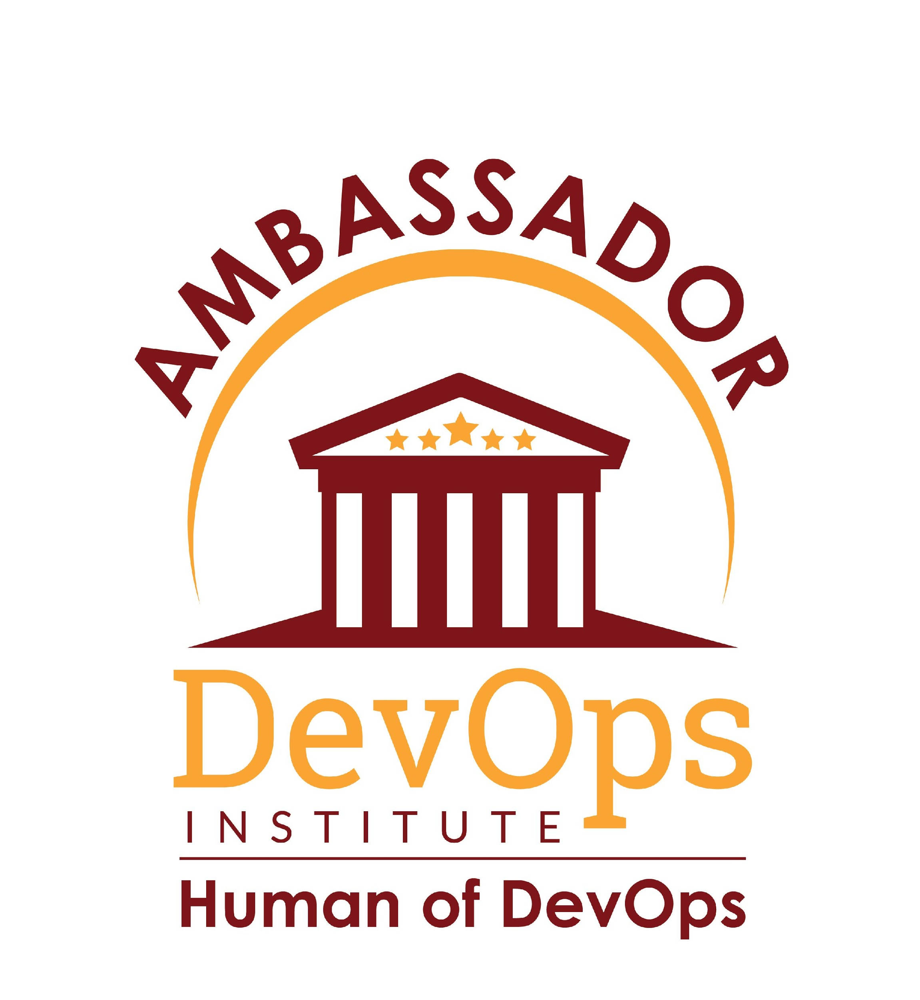 AMBASSADOR
DevOps
INSTITUTE
Human of DevOps